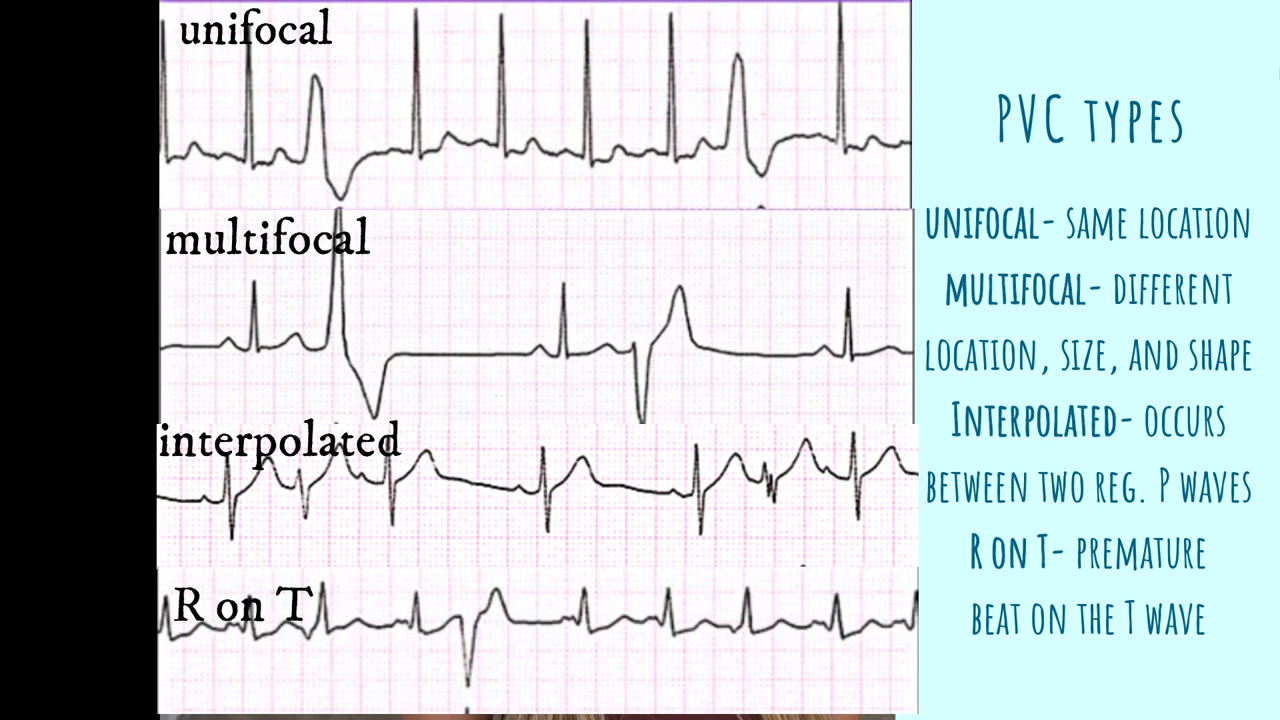 unifocal
multifocal
interpolated
R on T
PVC TYPES
UNIFOCAL- SAME LOCATION
MULTIFOCAL- DIFFERENT
LOCATION, SIZE, AND SHAPE
INTERPOLATED- OCCURS
BETWEEN TWO REG. P WAVES
R ON T- PREMATURE
BEAT ON THE T WAVE